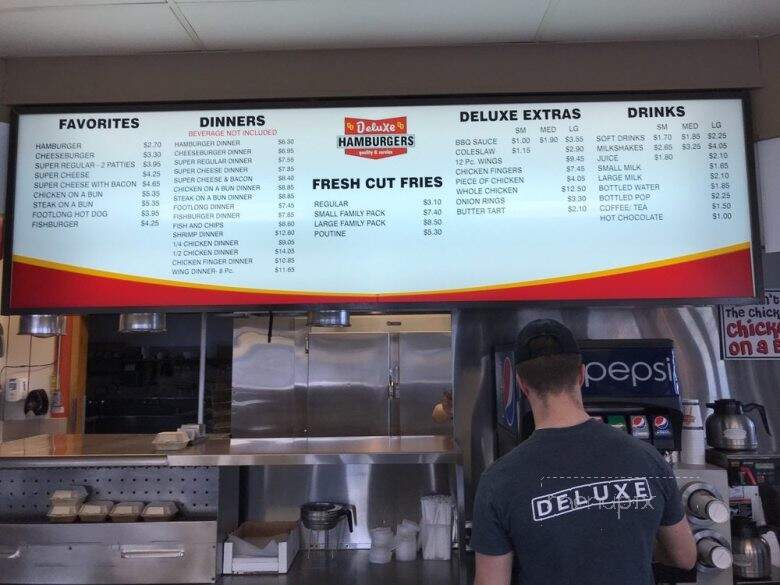 FAVORITES
HAMBURGER $2.70
CHEESEBURGER $3.30
SUPER REGULAR - 2 PATTIES $3.95
SUPER CHEESE $4.25
SUPER CHEESE WITH BACON $4.65
CHICKEN ON A BUN $5.35
STEAK ON A BUN $5.35
FOOTLONG HOT DOG $3.95
FISHBURGER $4.25
DINNERS
BEVERAGE NOT INCLUDED
HAMBURGER DINNER $6.30
CHEESEBURGER DINNER $6.95
SUPER REGULAR DINNER $7.55
SUPER CHEESE DINNER $7.85
SUPER CHEESE & BACON $8.40
CHICKEN ON A BUN DINNER $8.85
STEAK ON A BUN DINNER $8.85
FOOTLONG DINNER $7.45
FISHBURGER DINNER $7.85
FISH AND CHIPS $8.60
SHRIMP DINNER $12.80
1/4 CHICKEN DINNER $9.05
1/2 CHICKEN DINNER $14.05
CHICKEN FINGER DINNER $10.85
WING DINNER- 8 Pc. $11.65
Deluxe
HAMBURGERS
quality & service
FRESH CUT FRIES
REGULAR $3.10
SMALL FAMILY PACK $7.40
LARGE FAMILY PACK $8.50
POUTINE $5.30
DELUXE EXTRAS
SM MED LG
BBQ SAUCE $1.00 $1.90 $3.55
COLESLAW $1.15 $2.90
12 Pc. WINGS $9.45
CHICKEN FINGERS $7.45
PIECE OF CHICKEN $4.05
WHOLE CHICKEN $12.50
ONION RINGS $3.30
BUTTER TART $2.10
DRINKS
SM MED LG
SOFT DRINKS $1.70 $1.85 $2.25
MILKSHAKES $2.65 $3.25 $4.05
JUICE $1.80 $2.10
SMALL MILK $1.65
LARGE MILK $2.10
BOTTLED WATER $1.85
BOTTLED POP $2.25
COFFEE/ TEA $1.50
HOT CHOCOLATE $1.00
The Chick
Chick
on a B
pepsi
DELUXE